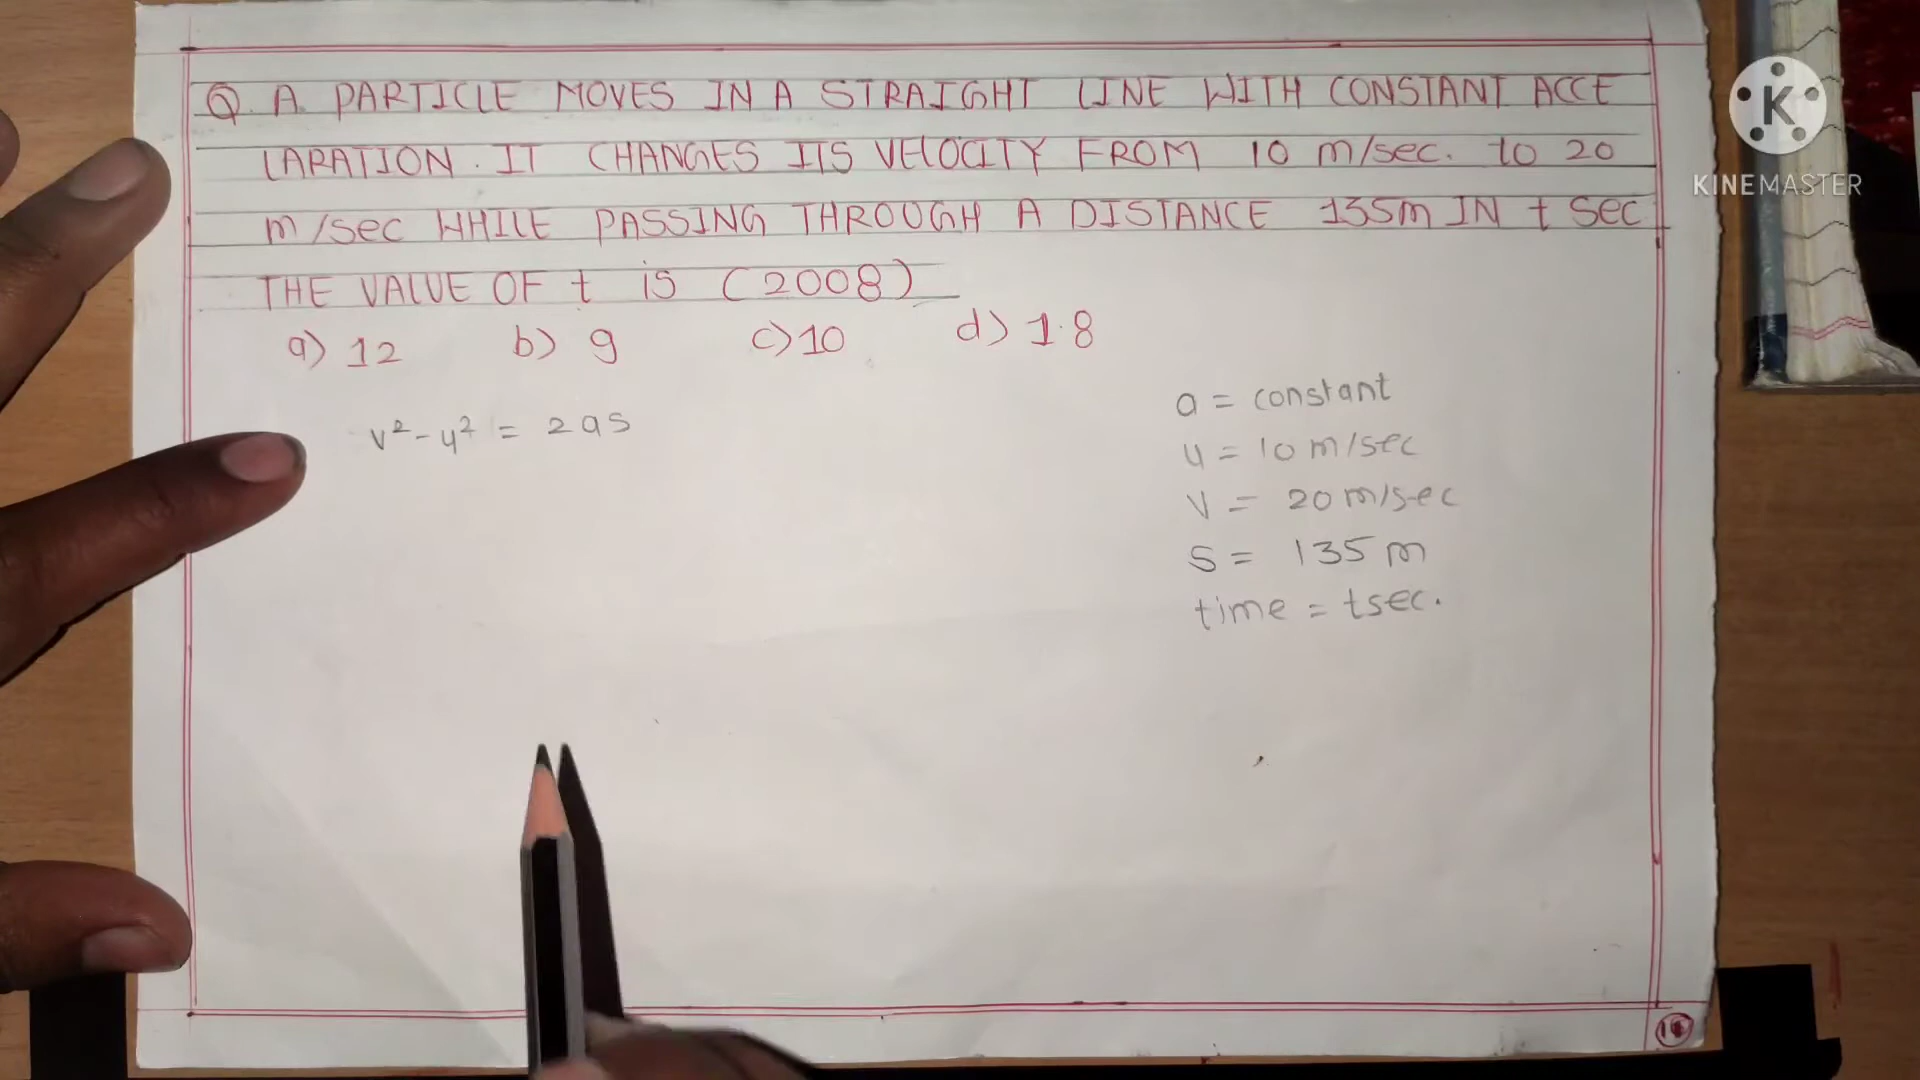 Q. A PARTICLE MOVES IN A STRAIGHT LINE WITH CONSTANT ACCE
LARATION. IT CHANGES ITS VELOCITY FROM 10 m/sec. to 20
m/sec WHILE PASSING THROUGH A DISTANCE 135m IN t sec
THE VALUE OF t is (2008)
a) 12 b) 9 c) 10 d) 1.8
v² - u² = 2as
a = constant
u = 10 m/sec
v = 20 m/sec
s = 135 m
time = tsec.
K
KINEMASTER